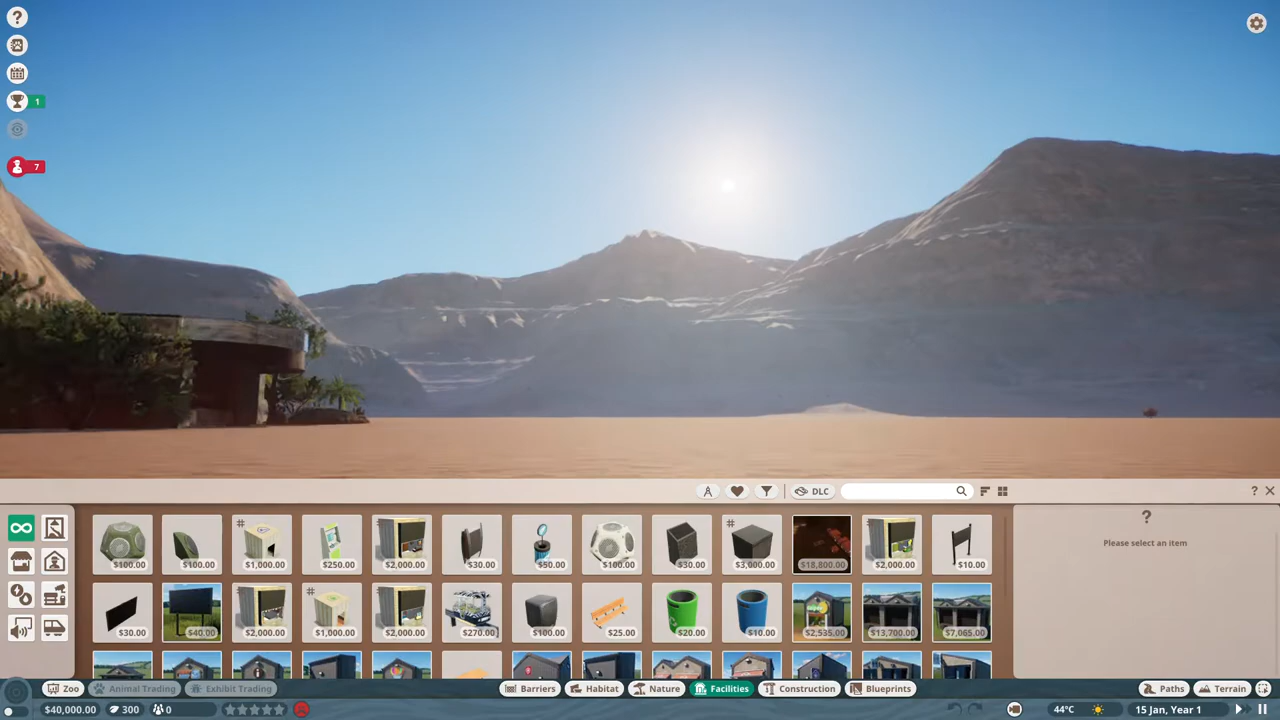 ?
1
7
DLC
?
$100.00 $100.00 # $1,000.00 $250.00 # $2,000.00 $30.00 $50.00 $100.00 $30.00 # $3,000.00 $18,800.00 # $2,000.00 $10.00
?
Please select an item
$30.00 $40.00 # $2,000.00 # $1,000.00 # $2,000.00 $270.00 $100.00 $25.00 $20.00 $10.00 $2,535.00 $13,700.00 $7,065.00
Zoo Animal Trading Exhibit Trading Barriers Habitat Nature Facilities Construction Blueprints Paths Terrain
$40,000.00 300 0 44°C 15 Jan, Year 1